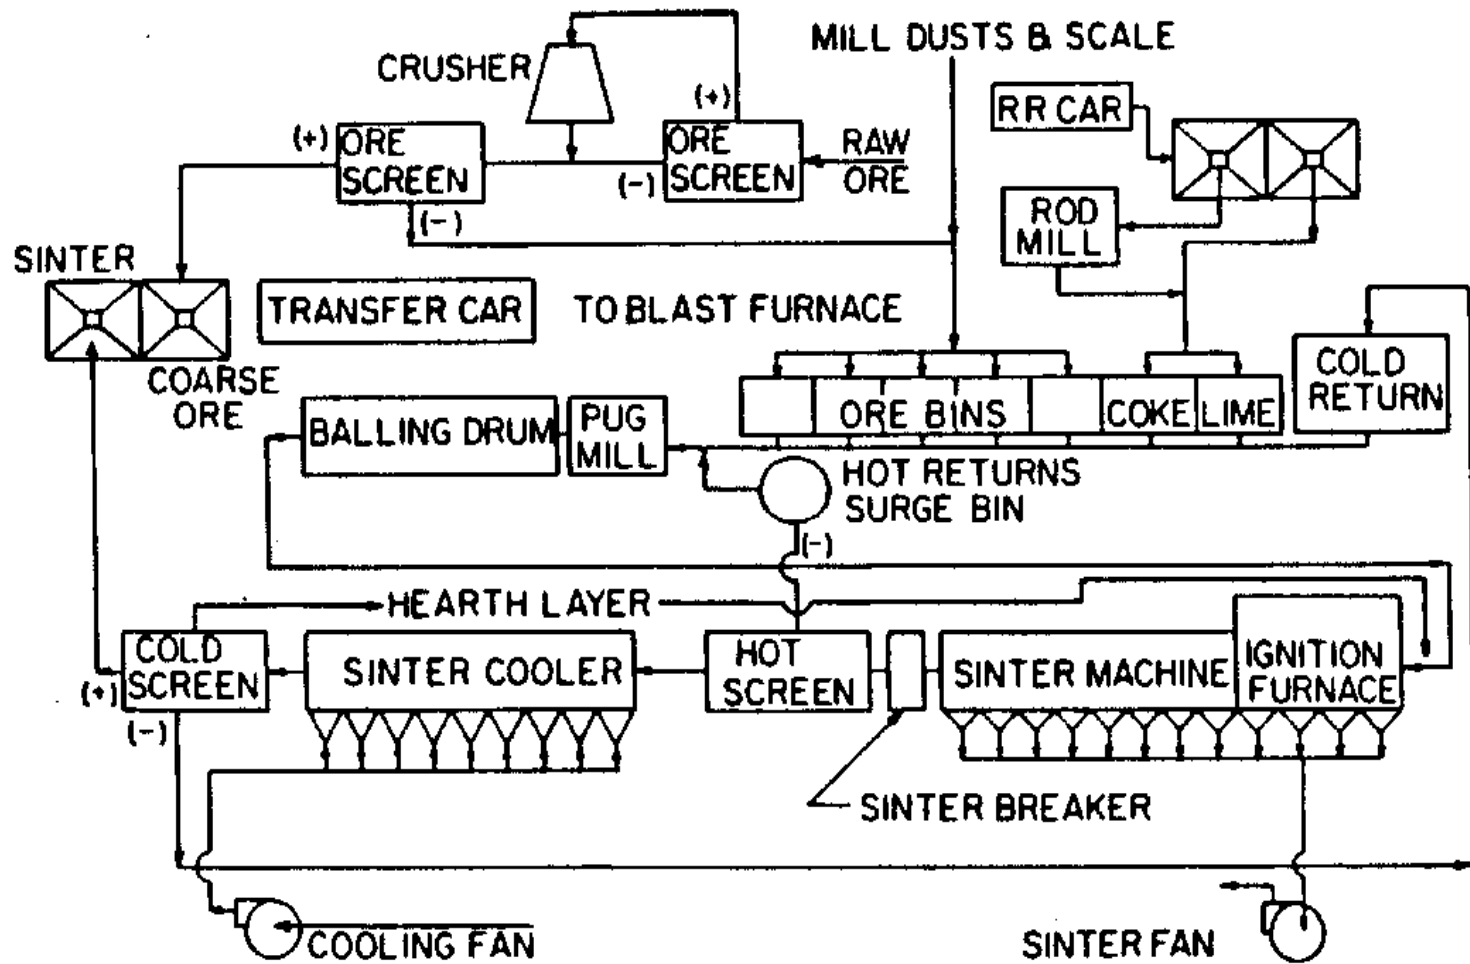 MILL DUSTS & SCALE
CRUSHER
(+)
RR CAR
(+)
ORE
SCREEN
ORE
SCREEN
(-)
RAW
ORE
(-)
ROD
MILL
SINTER
TRANSFER CAR
TO BLAST FURNACE
COARSE
ORE
COLD
RETURN
ORE BINS
COKE
LIME
BALLING DRUM
PUG
MILL
HOT RETURNS
SURGE BIN
(-)
HEARTH LAYER
COLD
SCREEN
(+)
(-)
SINTER COOLER
HOT
SCREEN
SINTER MACHINE
IGNITION
FURNACE
SINTER BREAKER
COOLING FAN
SINTER FAN